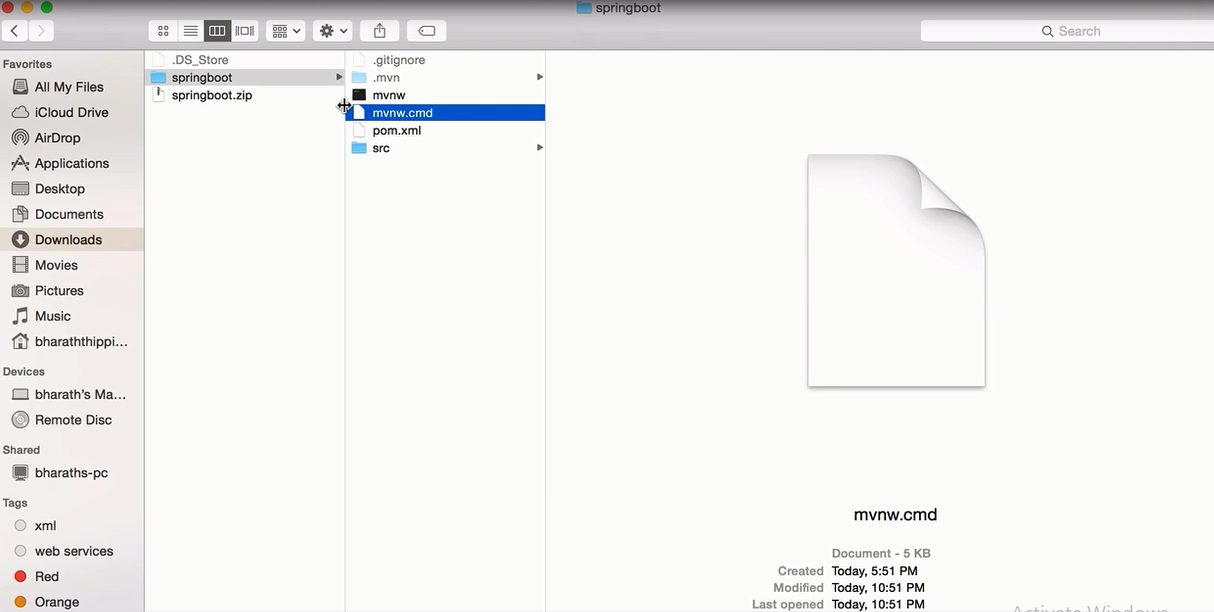 springboot
Search
Favorites
All My Files
iCloud Drive
AirDrop
Applications
Desktop
Documents
Downloads
Movies
Pictures
Music
bharaththippi...
Devices
bharath's Ma...
Remote Disc
Shared
bharaths-pc
Tags
xml
web services
Red
Orange
.DS_Store
springboot
springboot.zip
.gitignore
.mvn
mvnw
mvnw.cmd
pom.xml
src
mvnw.cmd
Document - 5 KB
Created Today, 5:51 PM
Modified Today, 10:51 PM
Last opened Today, 10:51 PM
Activate Windows